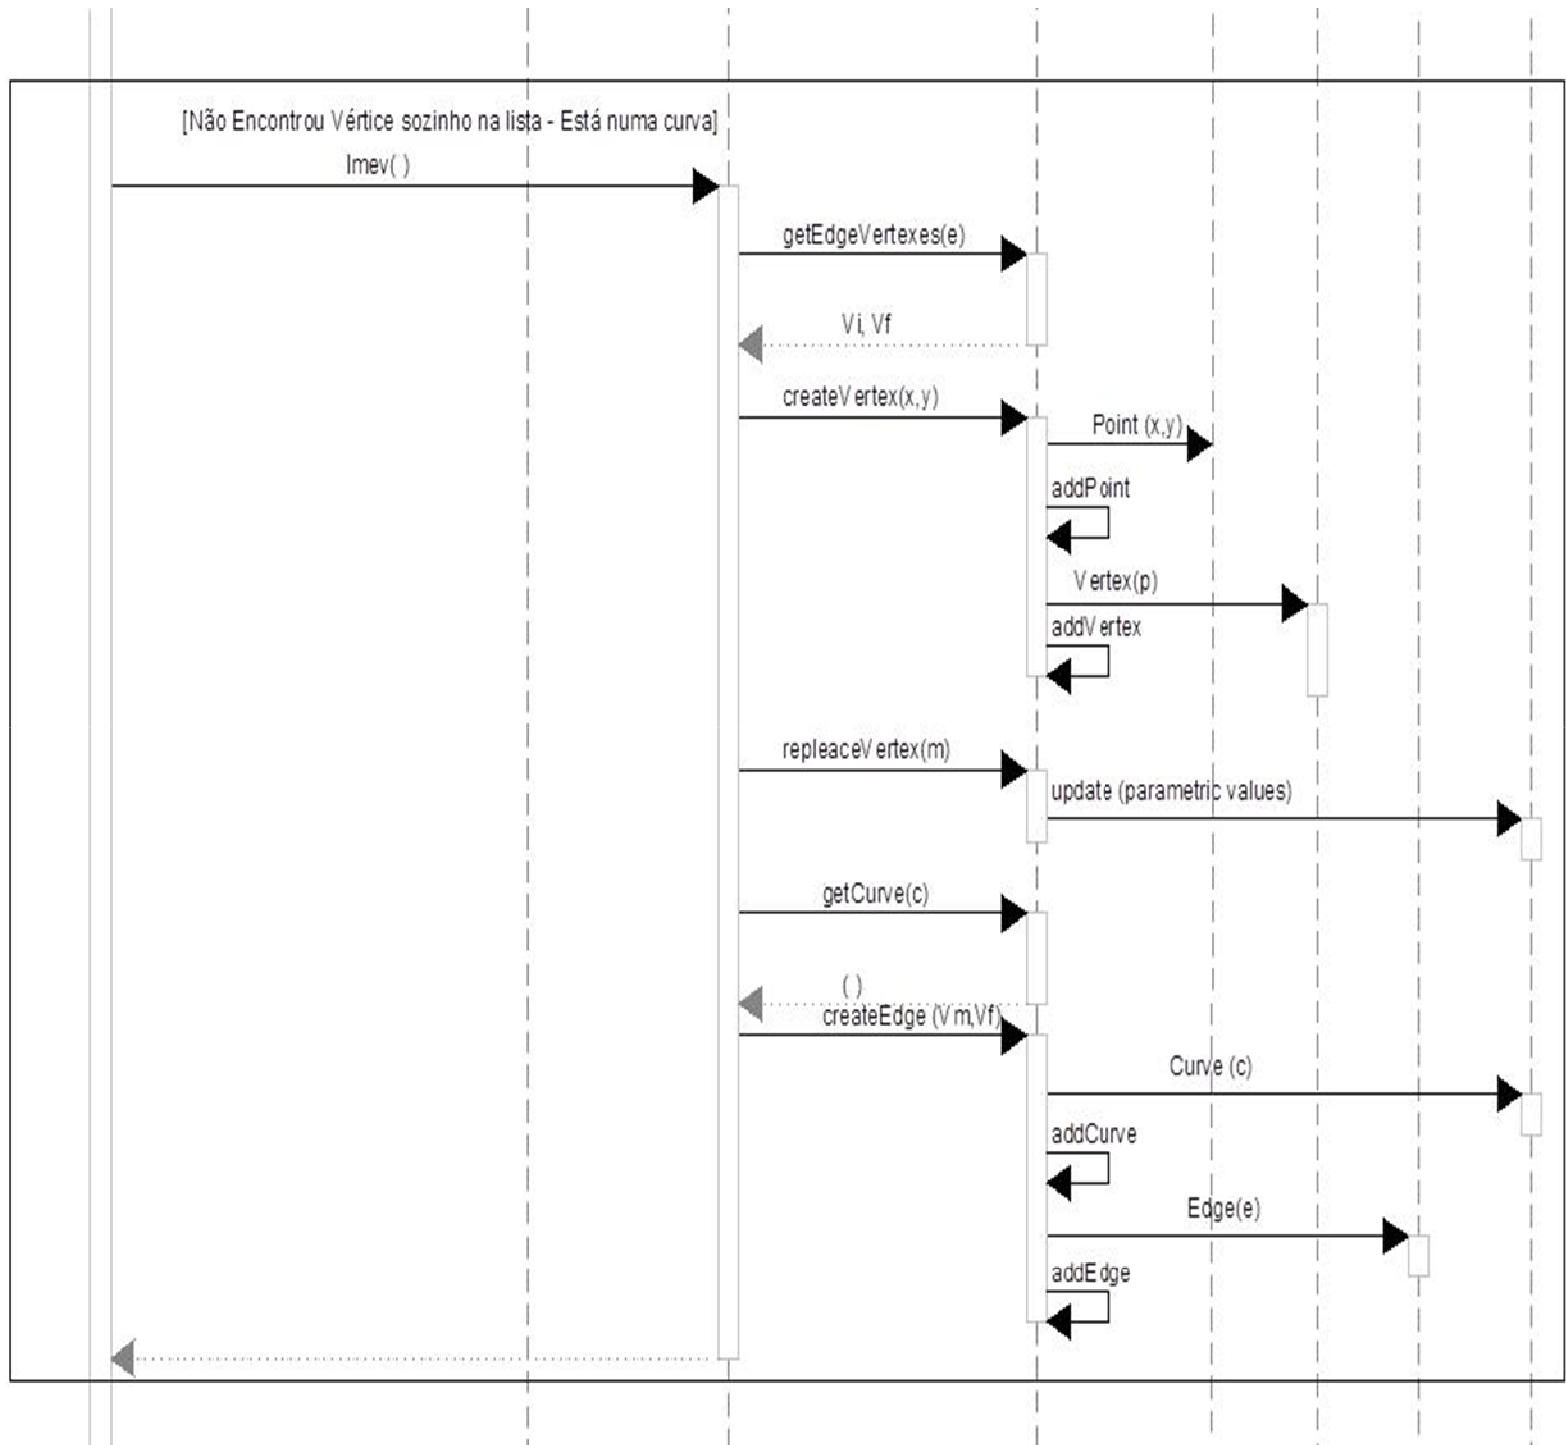 [Não Encontrou Vértice sozinho na lista - Está numa curva]
lmev( )
getEdgeVertexes(e)
Vi, Vf
createVertex(x,y)
Point (x,y)
addPoint
Vertex(p)
addVertex
repleaceVertex(m)
update (parametric values)
getCurve(c)
( )
createEdge (Vm,Vf)
Curve (c)
addCurve
Edge(e)
addEdge